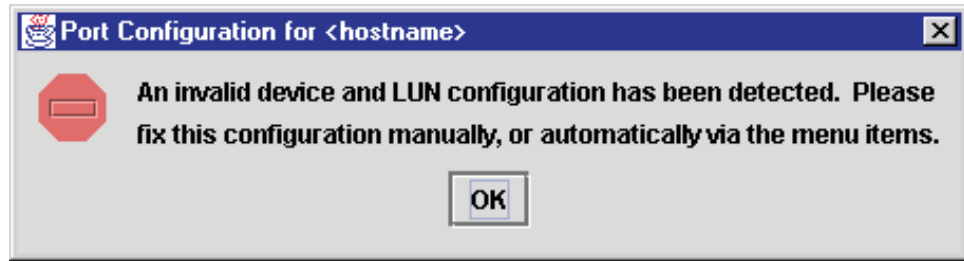 Port Configuration for <hostname>
An invalid device and LUN configuration has been detected.  Please
fix this configuration manually, or automatically via the menu items.
OK